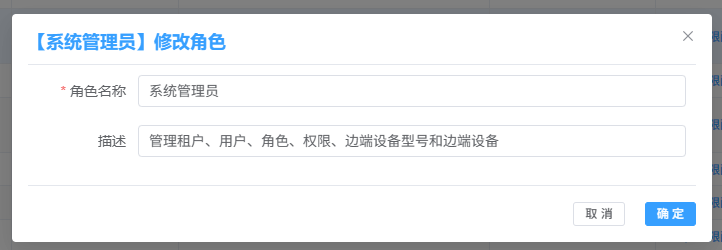 【系统管理员】修改角色
* 角色名称 系统管理员
描述 管理租户、用户、角色、权限、边端设备型号和边端设备
取 消 确 定